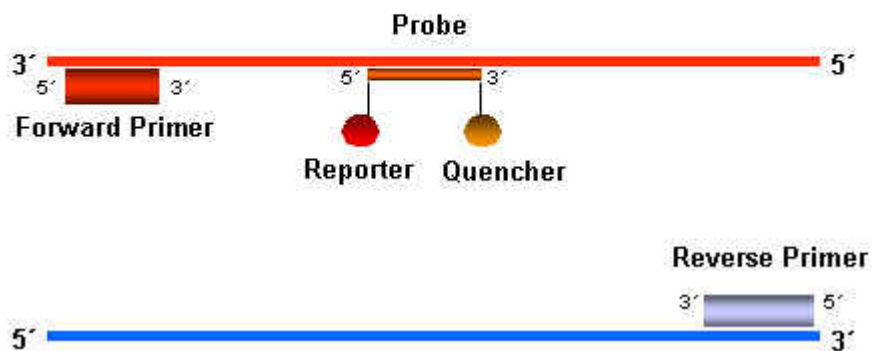 Probe
3´ 5´
5´ 3´ 5´ 3´
Forward Primer
Reporter Quencher
Reverse Primer
3´ 5´
5´ 3´